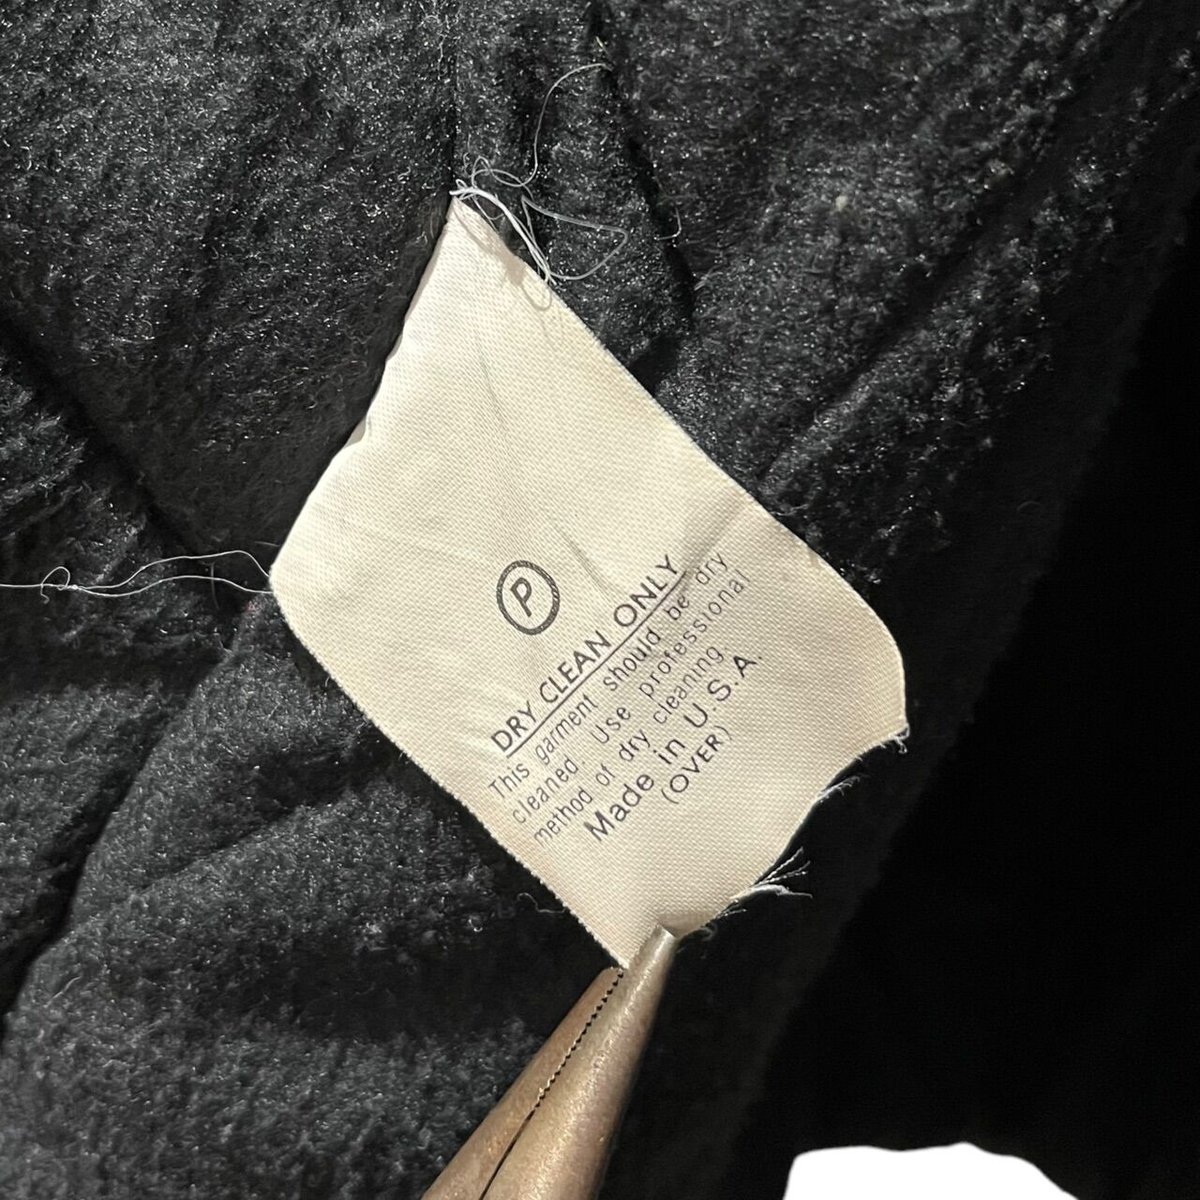 P
DRY CLEAN ONLY
This garment should be dry
cleaned Use professional
method of dry cleaning
Made in U.S.A.
(OVER)